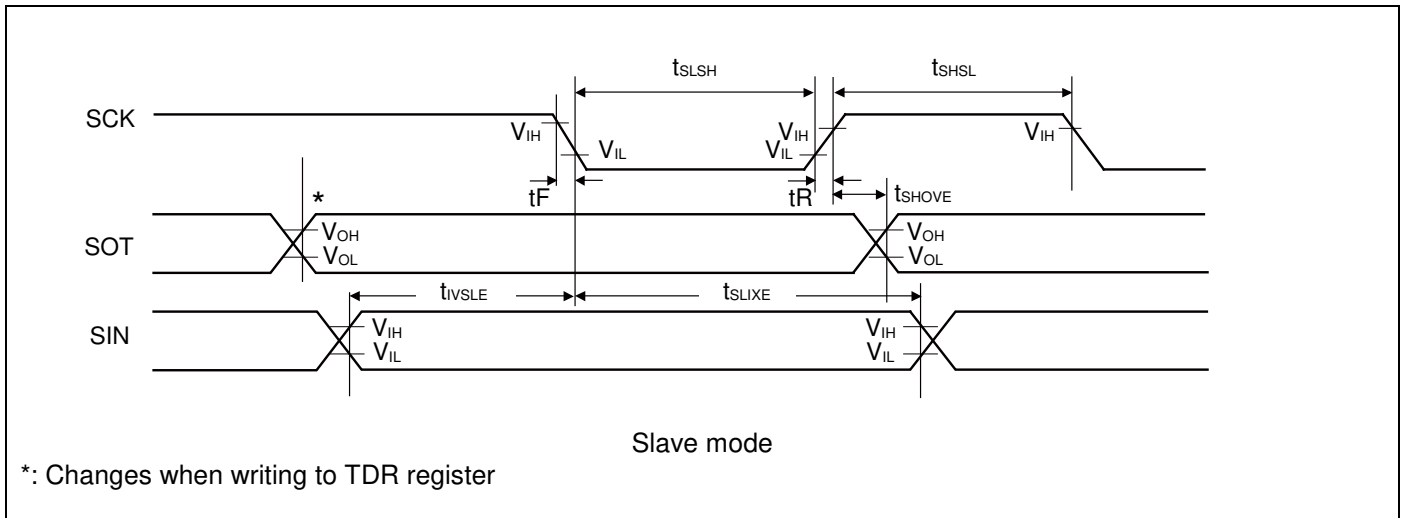 tSLSH tSHSL
SCK
VIH VIL VIL VIH VIH
tF tR tSHOVE
*
SOT
VOH VOL VOH VOL
tIVSLE tSLIXE
SIN
VIH VIL VIH VIL
Slave mode
*: Changes when writing to TDR register